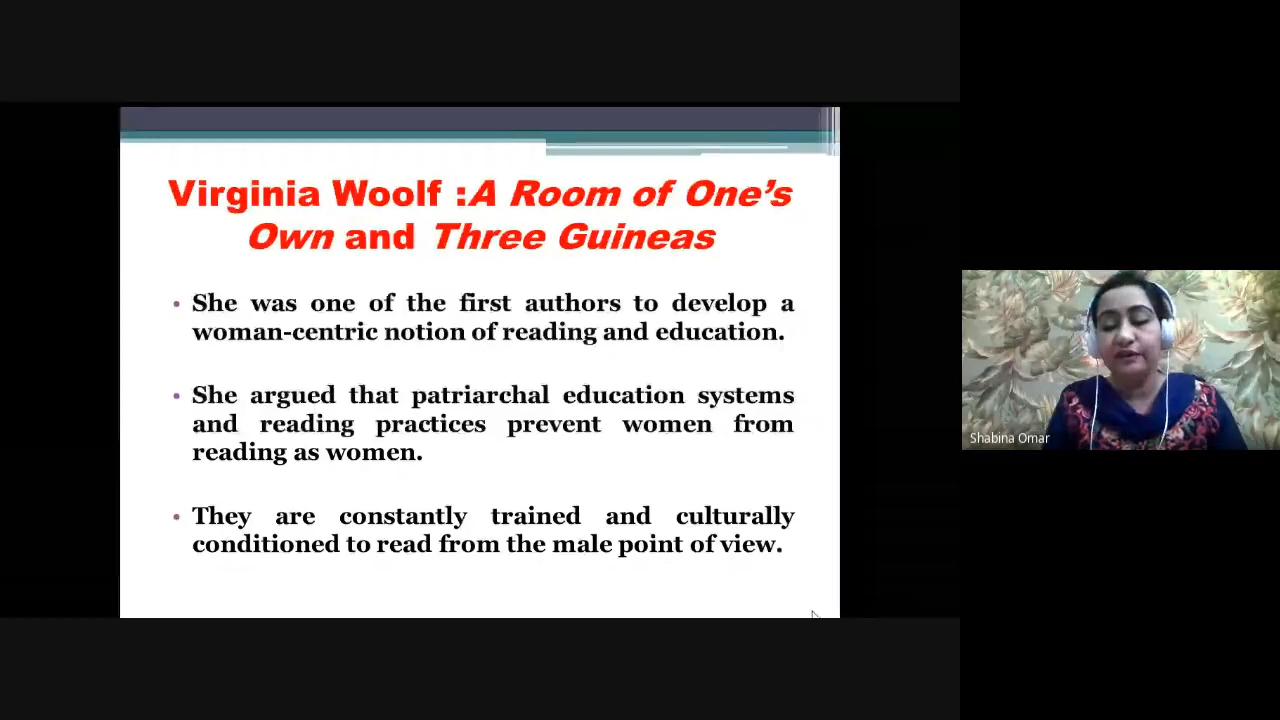 Virginia Woolf :A Room of One's
Own and Three Guineas
• She was one of the first authors to develop a
woman-centric notion of reading and education.
• She argued that patriarchal education systems
and reading practices prevent women from
reading as women.
• They are constantly trained and culturally
conditioned to read from the male point of view.
Shabina Omar